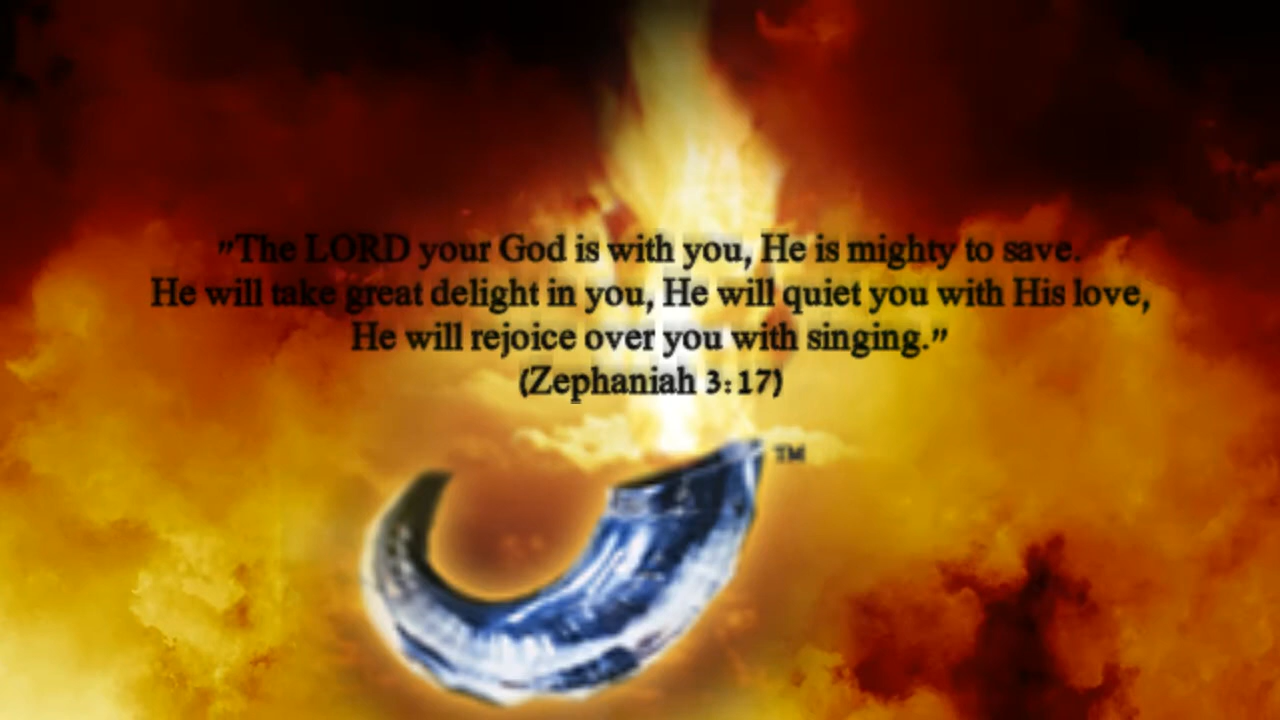 ”The LORD your God is with you, He is mighty to save.
He will take great delight in you, He will quiet you with His love,
He will rejoice over you with singing.”
(Zephaniah 3:17)
TM